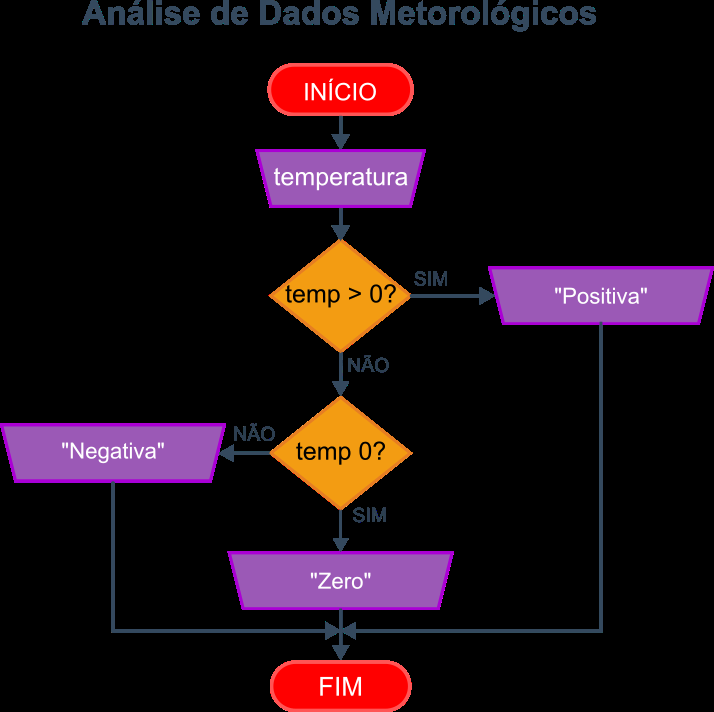 Análise de Dados Metorológicos
INÍCIO
temperatura
temp > 0?
SIM
"Positiva"
NÃO
temp 0?
NÃO
"Negativa"
SIM
"Zero"
FIM